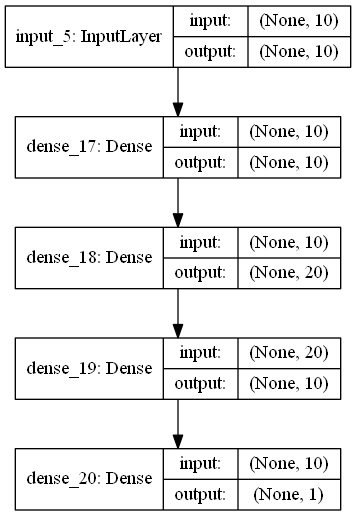 input_5: InputLayer input: (None, 10)
output: (None, 10)
dense_17: Dense input: (None, 10)
output: (None, 10)
dense_18: Dense input: (None, 10)
output: (None, 20)
dense_19: Dense input: (None, 20)
output: (None, 10)
dense_20: Dense input: (None, 10)
output: (None, 1)